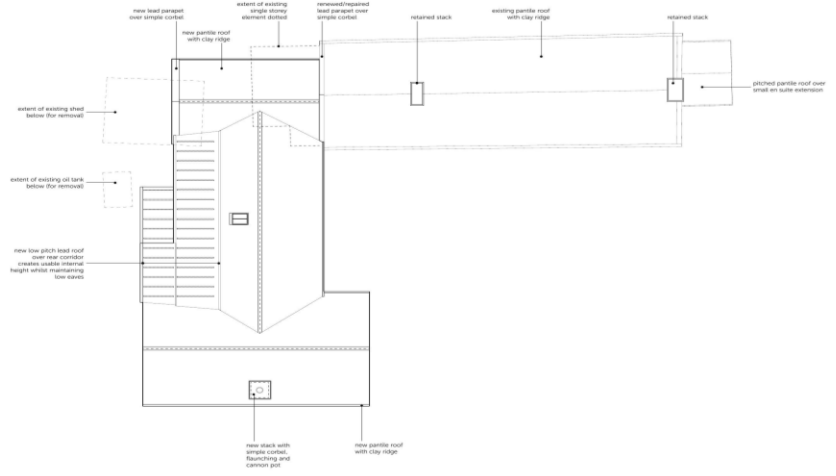 new lead parapet
over simple corbel
new pantile roof
with clay ridge
extent of existing
single storey
element dotted
renewed/repaired
lead parapet over
simple corbel
existing pantile roof
with clay ridge
retained stack
retained stack
pitched pantile roof over
small en suite extension
extent of existing shed
below (for removal)
extent of existing oil tank
below (for removal)
new low pitch lead roof
over rear corridor
creates usable internal
height whilst maintaining
low eaves
new stack with
simple corbel,
flaunching and
cannon pot
new pantile roof
with clay ridge